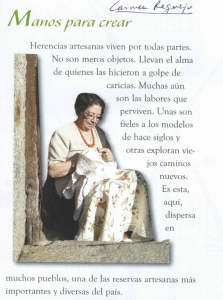 Carmen Requejo
Manos para crear
Herencias artesanas viven por todas partes.
No son meros objetos. Llevan el alma
de quienes las hicieron a golpe de
caricias. Muchas aún
son las labores que
perviven. Unas son
fieles a los modelos
de hace siglos y
otras exploran vie-
jos caminos
nuevos.
Es esta,
aquí,
dispersa
en
muchos pueblos, una de las reservas artesanas más
importantes y diversas del país.